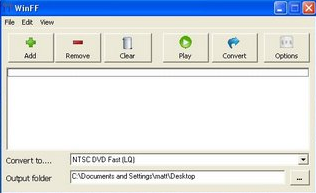 WinFF
File Edit View
Add Remove Clear Play Convert Options
Convert to.... NTSC DVD Fast (LQ)
Output folder C:\Documents and Settings\matt\Desktop ...